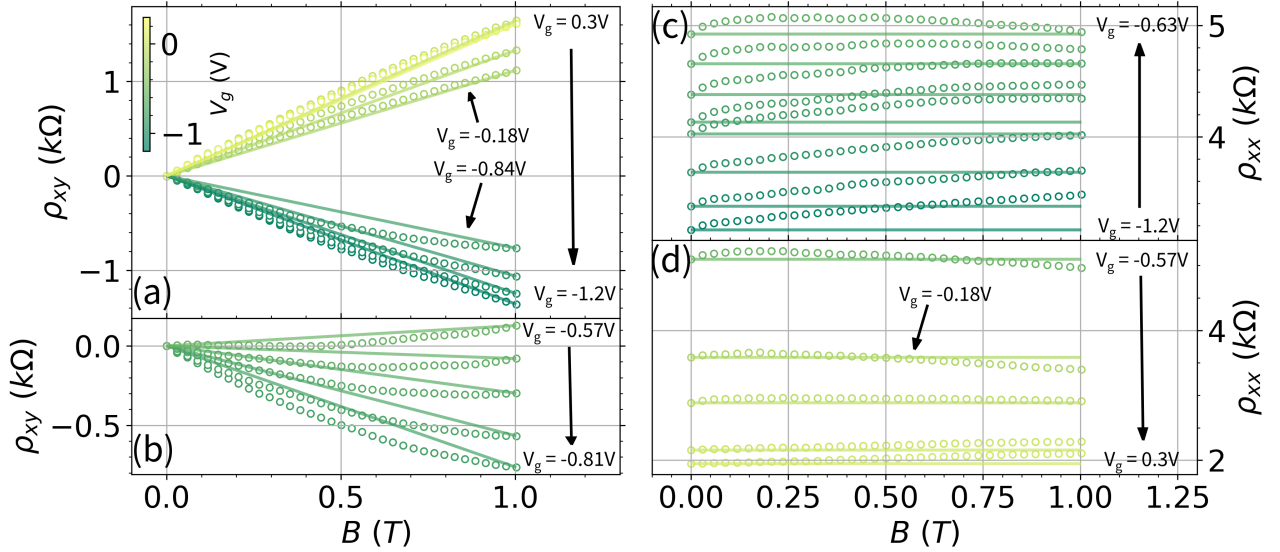 0
−1
V_g (V)
1
0
−1
ρ_xy (kΩ)
V_g = 0.3V
V_g = -0.18V
V_g = -0.84V
V_g = -1.2V
(a)
0.0
−0.5
ρ_xy (kΩ)
V_g = -0.57V
V_g = -0.81V
(b)
0.0
0.5
1.0
B (T)
(c)
V_g = -0.63V
V_g = -1.2V
5
4
ρ_xx (kΩ)
(d)
V_g = -0.57V
V_g = -0.18V
V_g = 0.3V
4
2
ρ_xx (kΩ)
0.00
0.25
0.50
0.75
1.00
1.25
B (T)